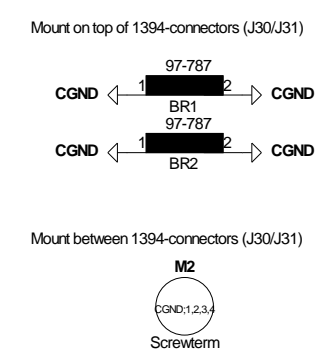 Mount on top of 1394-connectors (J30/J31)
97-787
CGND 1 2 CGND
BR1
97-787
CGND 1 2 CGND
BR2
Mount between 1394-connectors (J30/J31)
M2
CGND;1,2,3,4
Screwterm